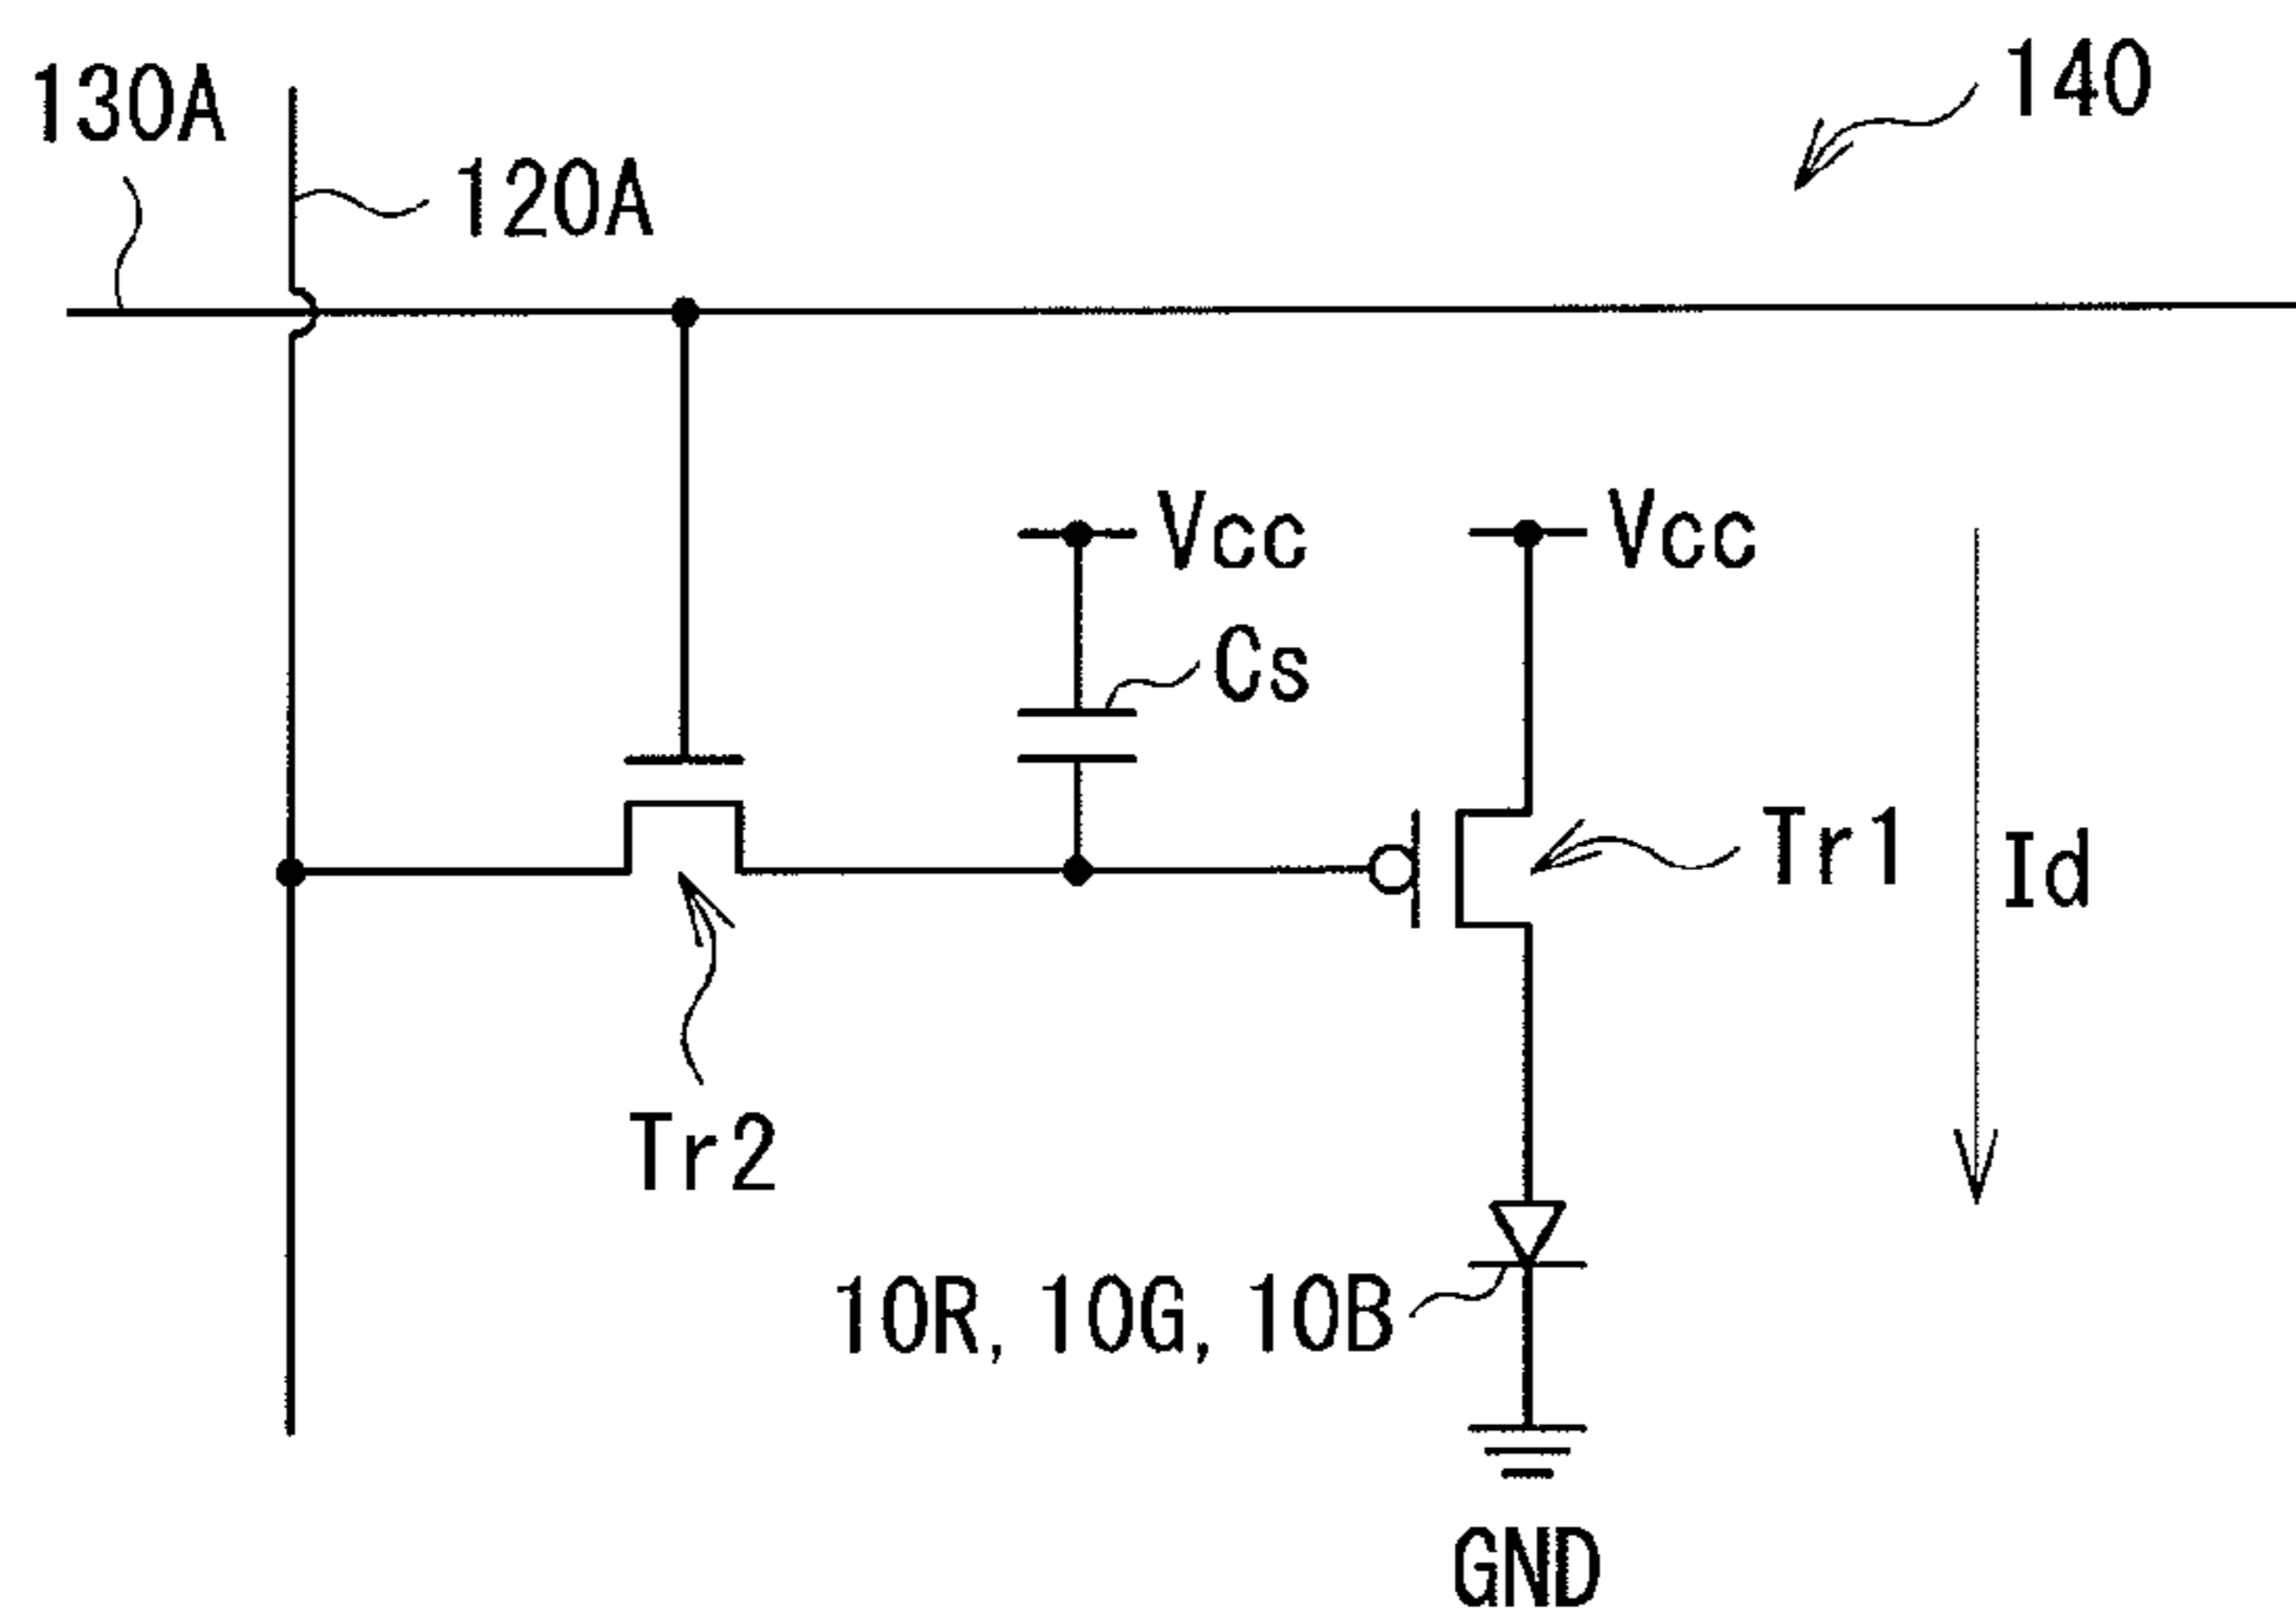 140
130A
120A
Vcc
Vcc
Cs
Tr1
Id
Tr2
10R, 10G, 10B
GND